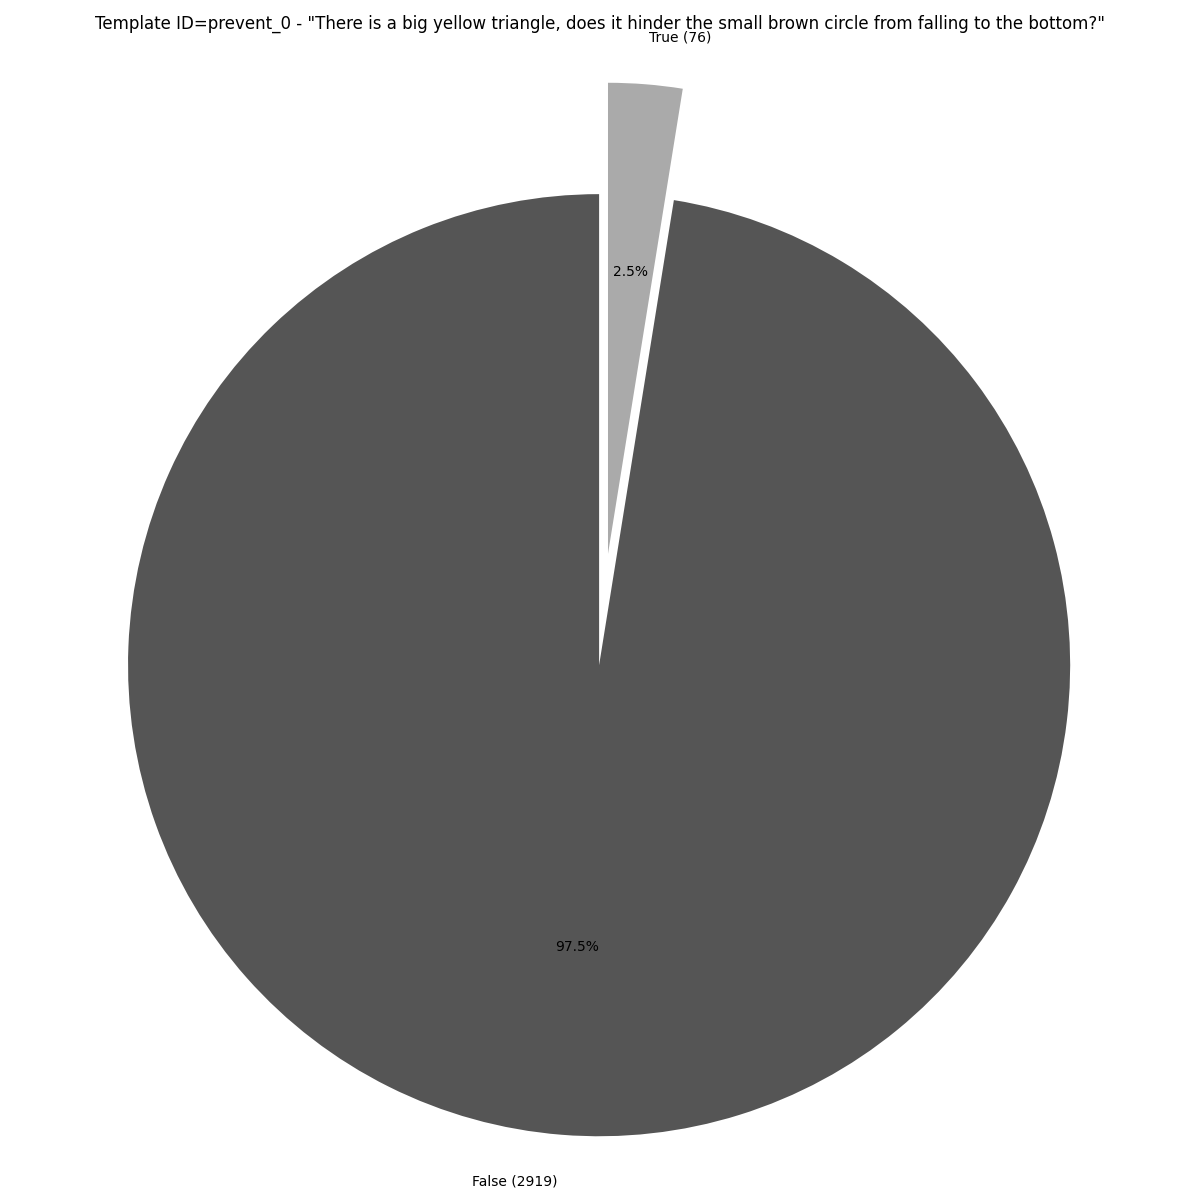 Template ID=prevent_0 - "There is a big yellow triangle, does it hinder the small brown circle from falling to the bottom?"
True (76)
2.5%
97.5%
False (2919)